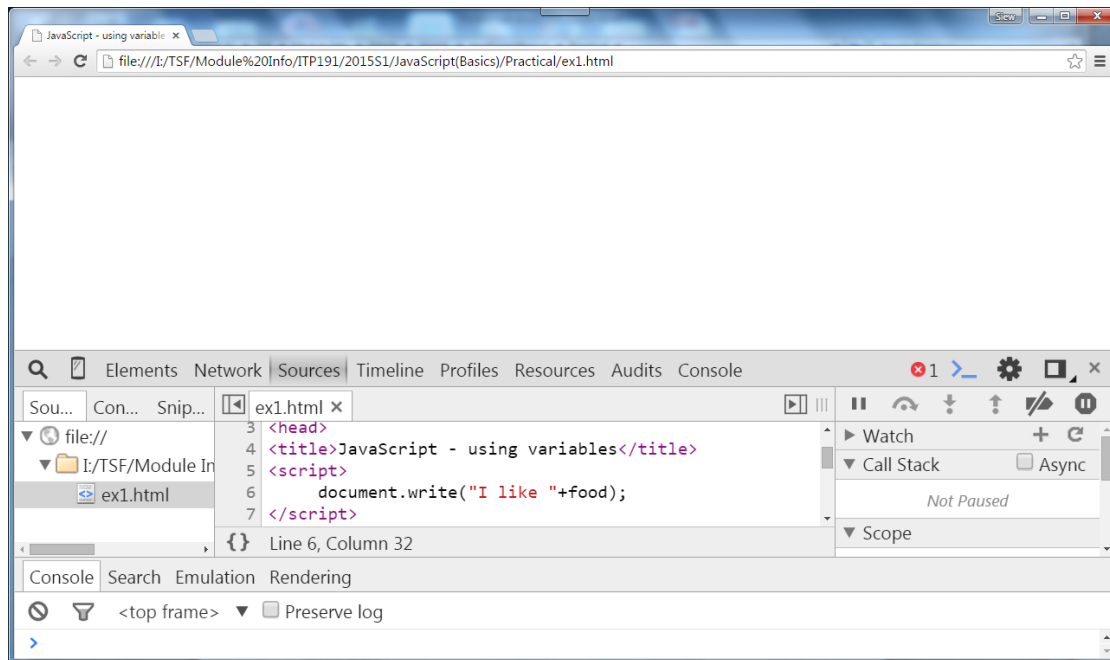 Siew
JavaScript - using variable
file:///I:/TSF/Module%20Info/ITP191/2015S1/JavaScript(Basics)/Practical/ex1.html
Elements Network Sources Timeline Profiles Resources Audits Console 1
Sou... Con... Snip... ex1.html
file://
I:/TSF/Module In
ex1.html
3 <head>
4 <title>JavaScript - using variables</title>
5 <script>
6 document.write("I like "+food);
7 </script>
{} Line 6, Column 32
Watch
Call Stack Async
Not Paused
Scope
Console Search Emulation Rendering
<top frame> Preserve log
>